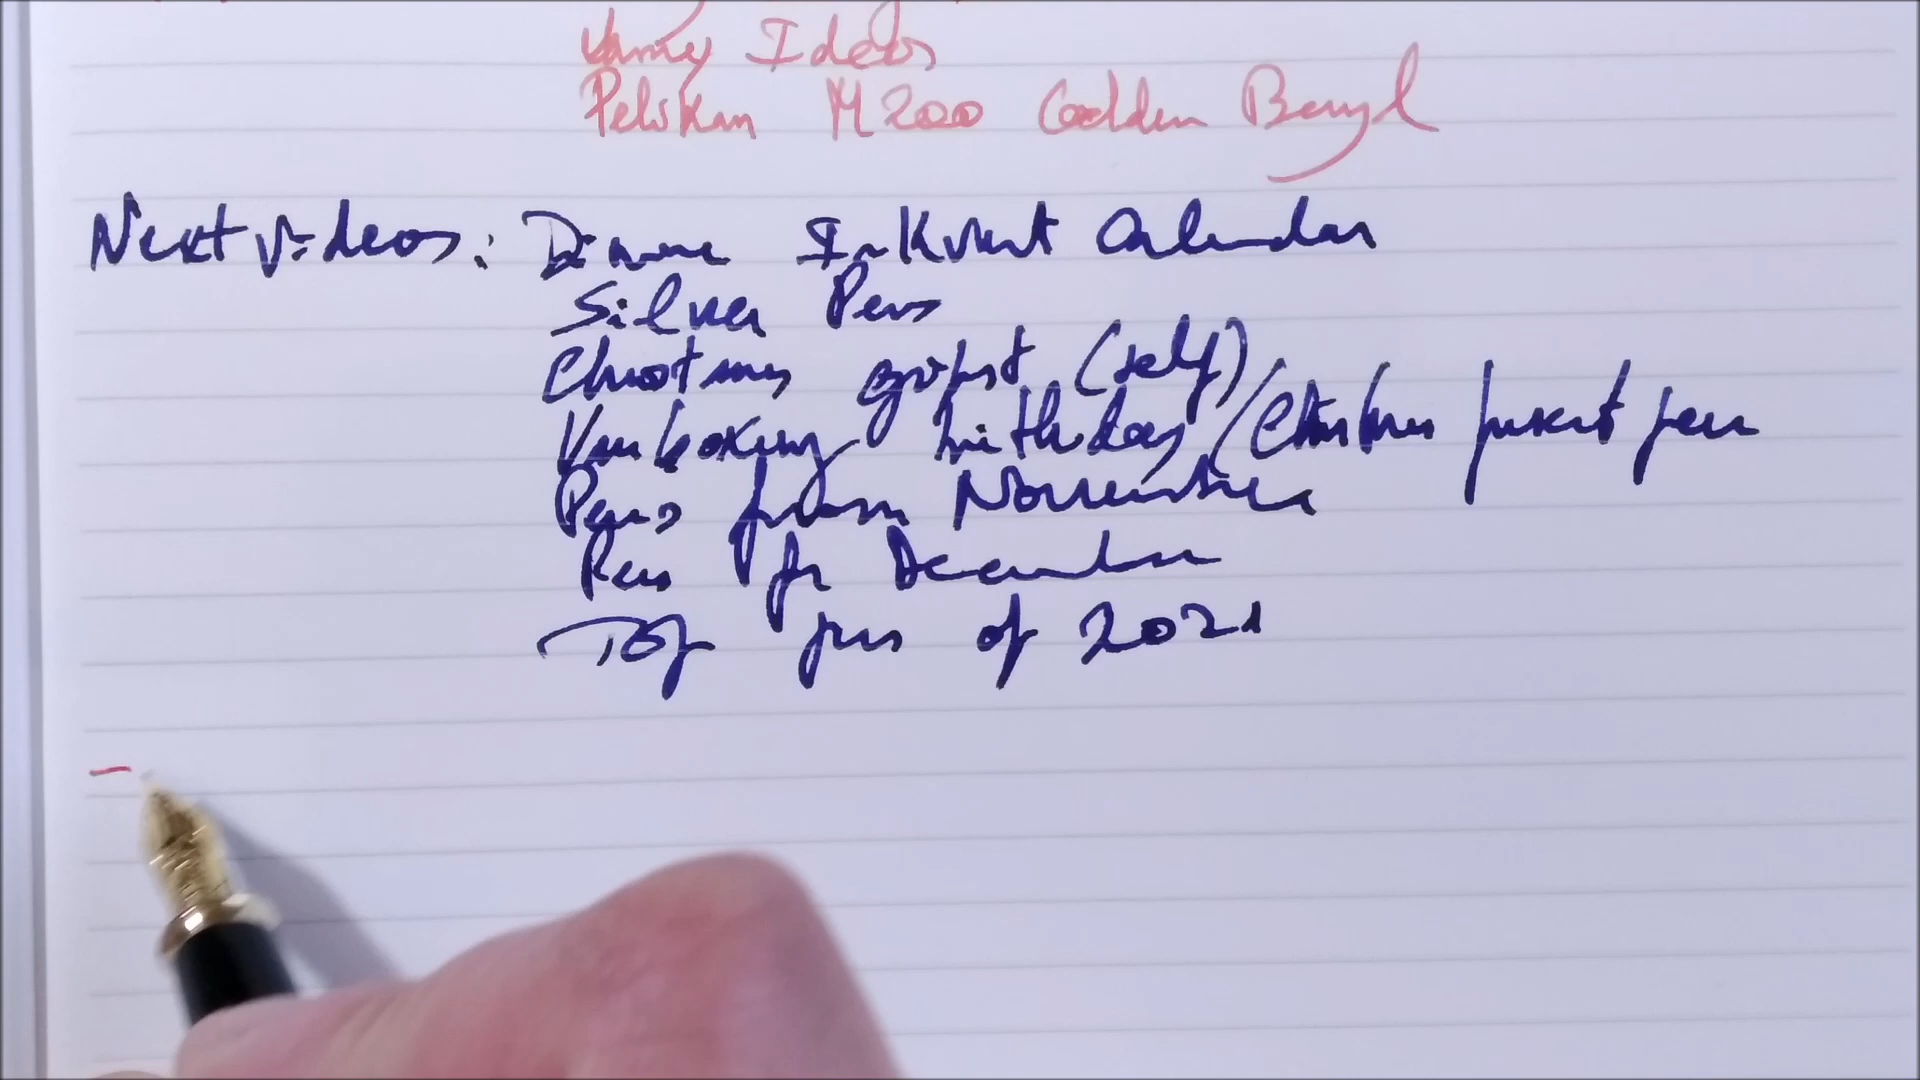 Ideas
Pelikan M200 Golden Beryl
Next videos: Diamine Inkvent Calendar
Silver Pens
Christmas (self)
Unboxing birthday/Christmas present pen
Pens from November
Pens for December
Top pens of 2021